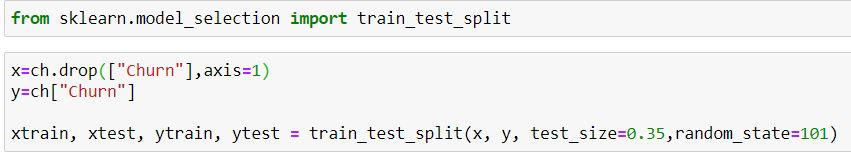 from sklearn.model_selection import train_test_split
x=ch.drop(["Churn"],axis=1)
y=ch["Churn"]
xtrain, xtest, ytrain, ytest = train_test_split(x, y, test_size=0.35,random_state=101)